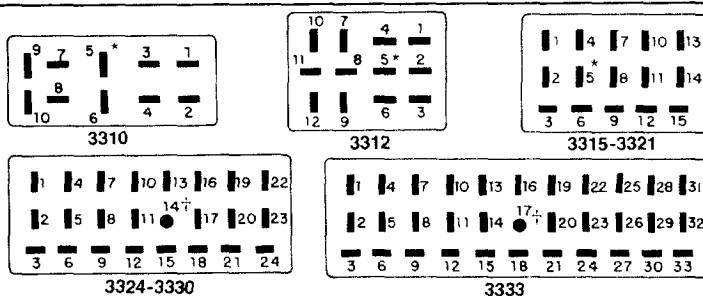 9 7 5 * 3 1
10 8 6 4 2
3310
10 7 4 1
11 8 5* 2
12 9 6 3
3312
1 4 7 10 13
2 5* 8 11 14
3 6 9 12 15
3315-3321
1 4 7 10 13 16 19 22
2 5 8 11 14† 17 20 23
3 6 9 12 15 18 21 24
3324-3330
1 4 7 10 13 16 19 22 25 28 31
2 5 8 11 14 17† 20 23 26 29 32
3 6 9 12 15 18 21 24 27 30 33
3333